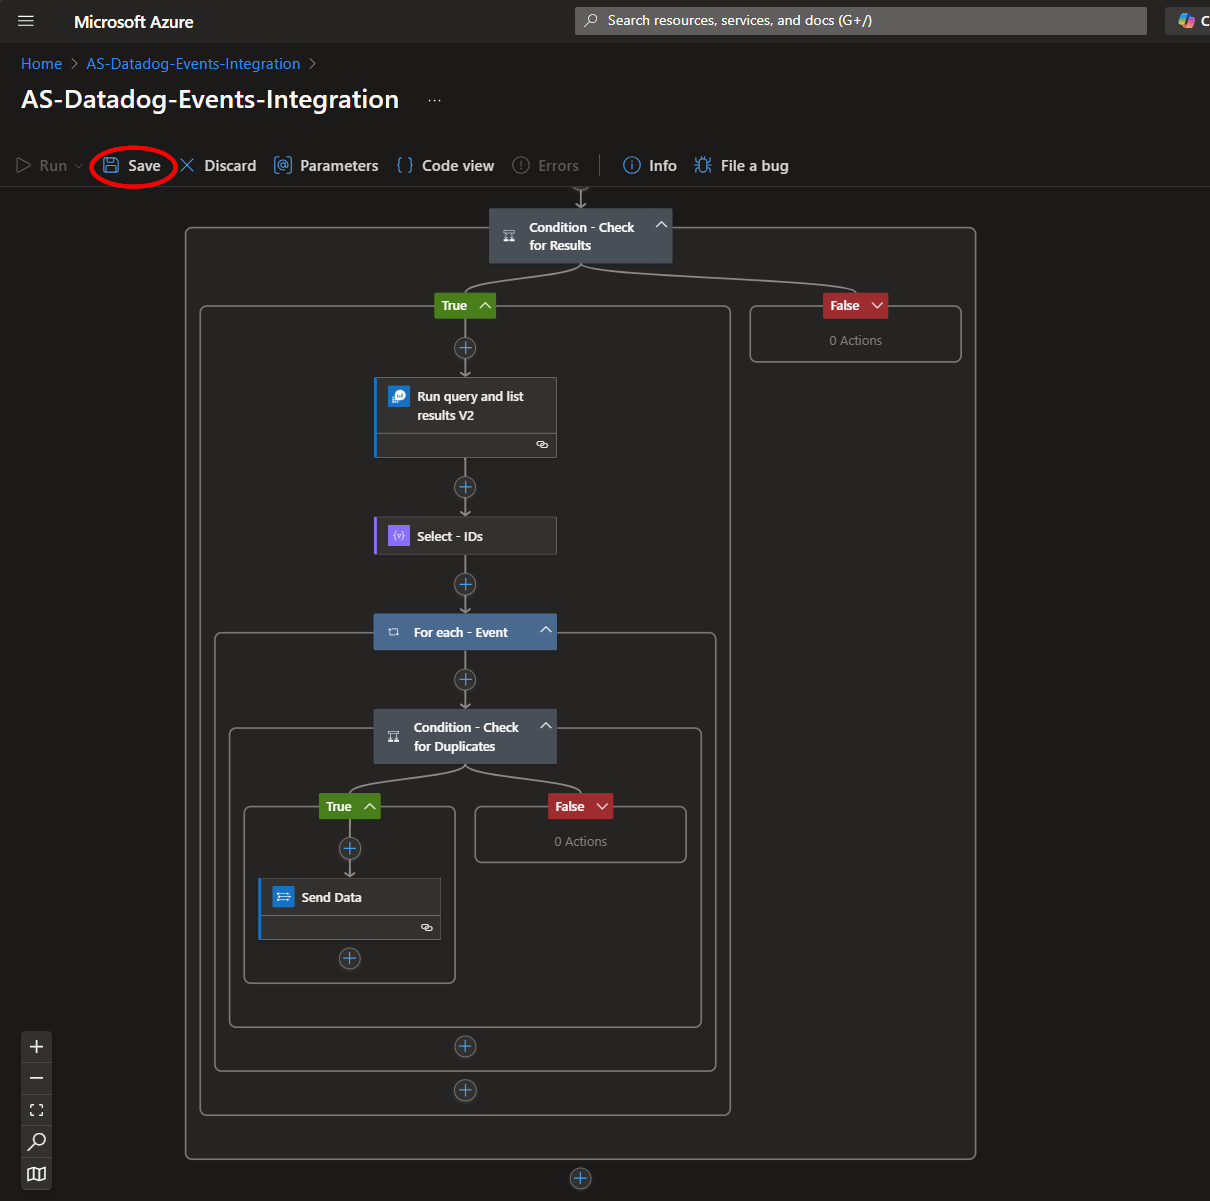 Microsoft Azure
Search resources, services, and docs (G+/)
C
Home > AS-Datadog-Events-Integration >
AS-Datadog-Events-Integration ...
Run Save Discard Parameters Code view Errors Info File a bug
Condition - Check
for Results
True
False
0 Actions
Run query and list
results V2
Select - IDs
For each - Event
Condition - Check
for Duplicates
True
False
0 Actions
Send Data